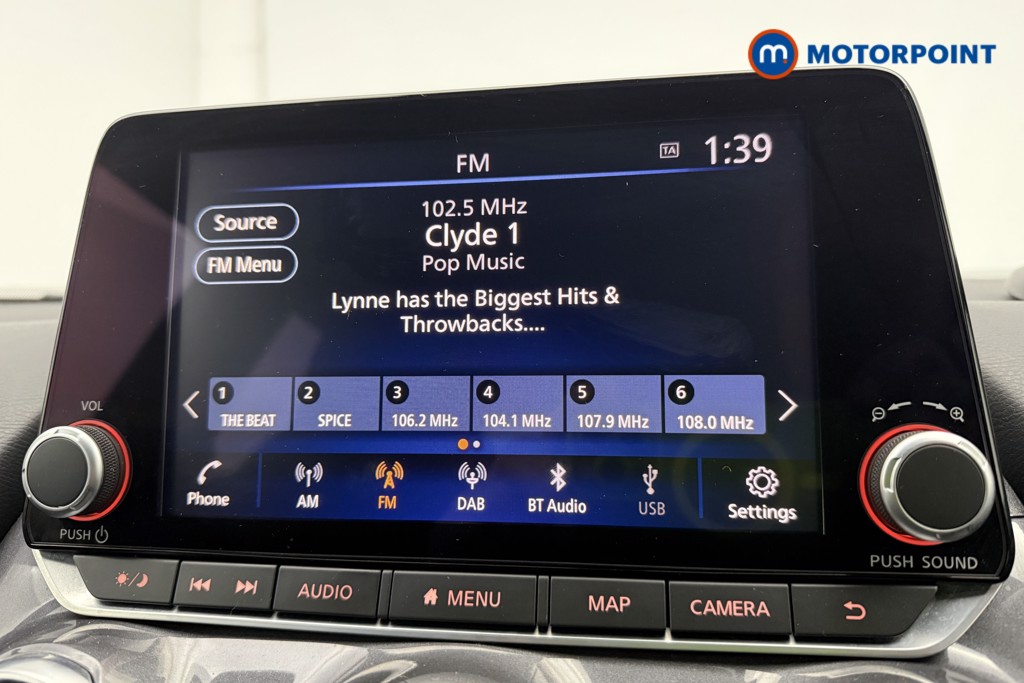 m MOTORPOINT
FM
TA 1:39
Source
FM Menu
102.5 MHz
Clyde 1
Pop Music
Lynne has the Biggest Hits &
Throwbacks....
1 2 3 4 5 6
THE BEAT SPICE 106.2 MHz 104.1 MHz 107.9 MHz 108.0 MHz
VOL
Phone AM FM DAB BT Audio USB Settings
PUSH
PUSH SOUND
AUDIO MENU MAP CAMERA